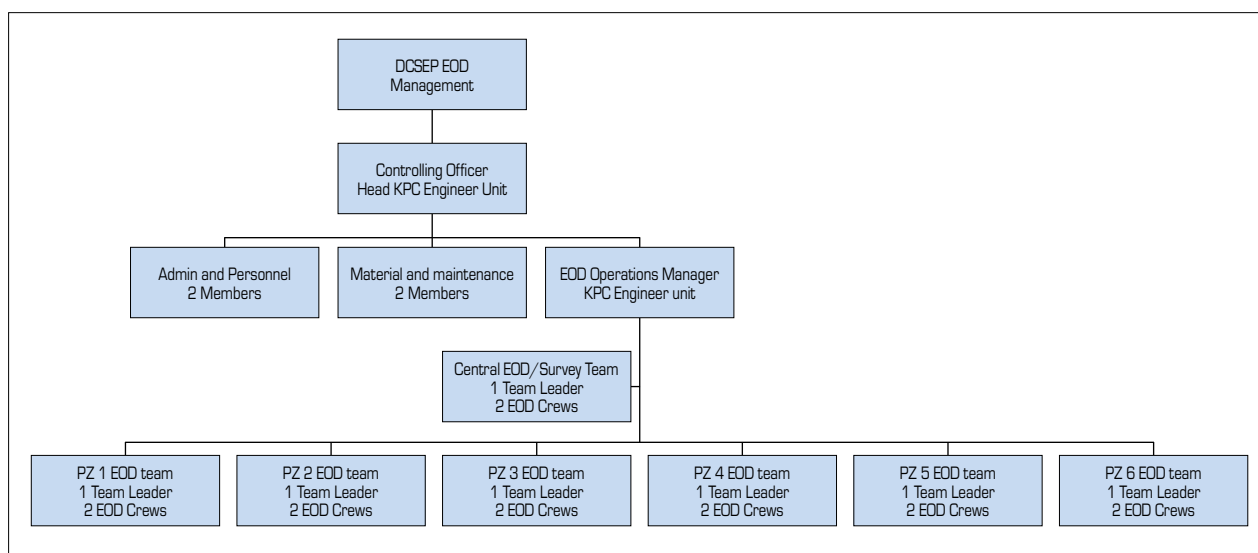 DCSEP EOD
Management
Controlling Officer
Head KPC Engineer Unit
Admin and Personnel
2 Members
Material and maintenance
2 Members
EOD Operations Manager
KPC Engineer unit
Central EOD/Survey Team
1 Team Leader
2 EOD Crews
PZ 1 EOD team
1 Team Leader
2 EOD Crews
PZ 2 EOD team
1 Team Leader
2 EOD Crews
PZ 3 EOD team
1 Team Leader
2 EOD Crews
PZ 4 EOD team
1 Team Leader
2 EOD Crews
PZ 5 EOD team
1 Team Leader
2 EOD Crews
PZ 6 EOD team
1 Team Leader
2 EOD Crews